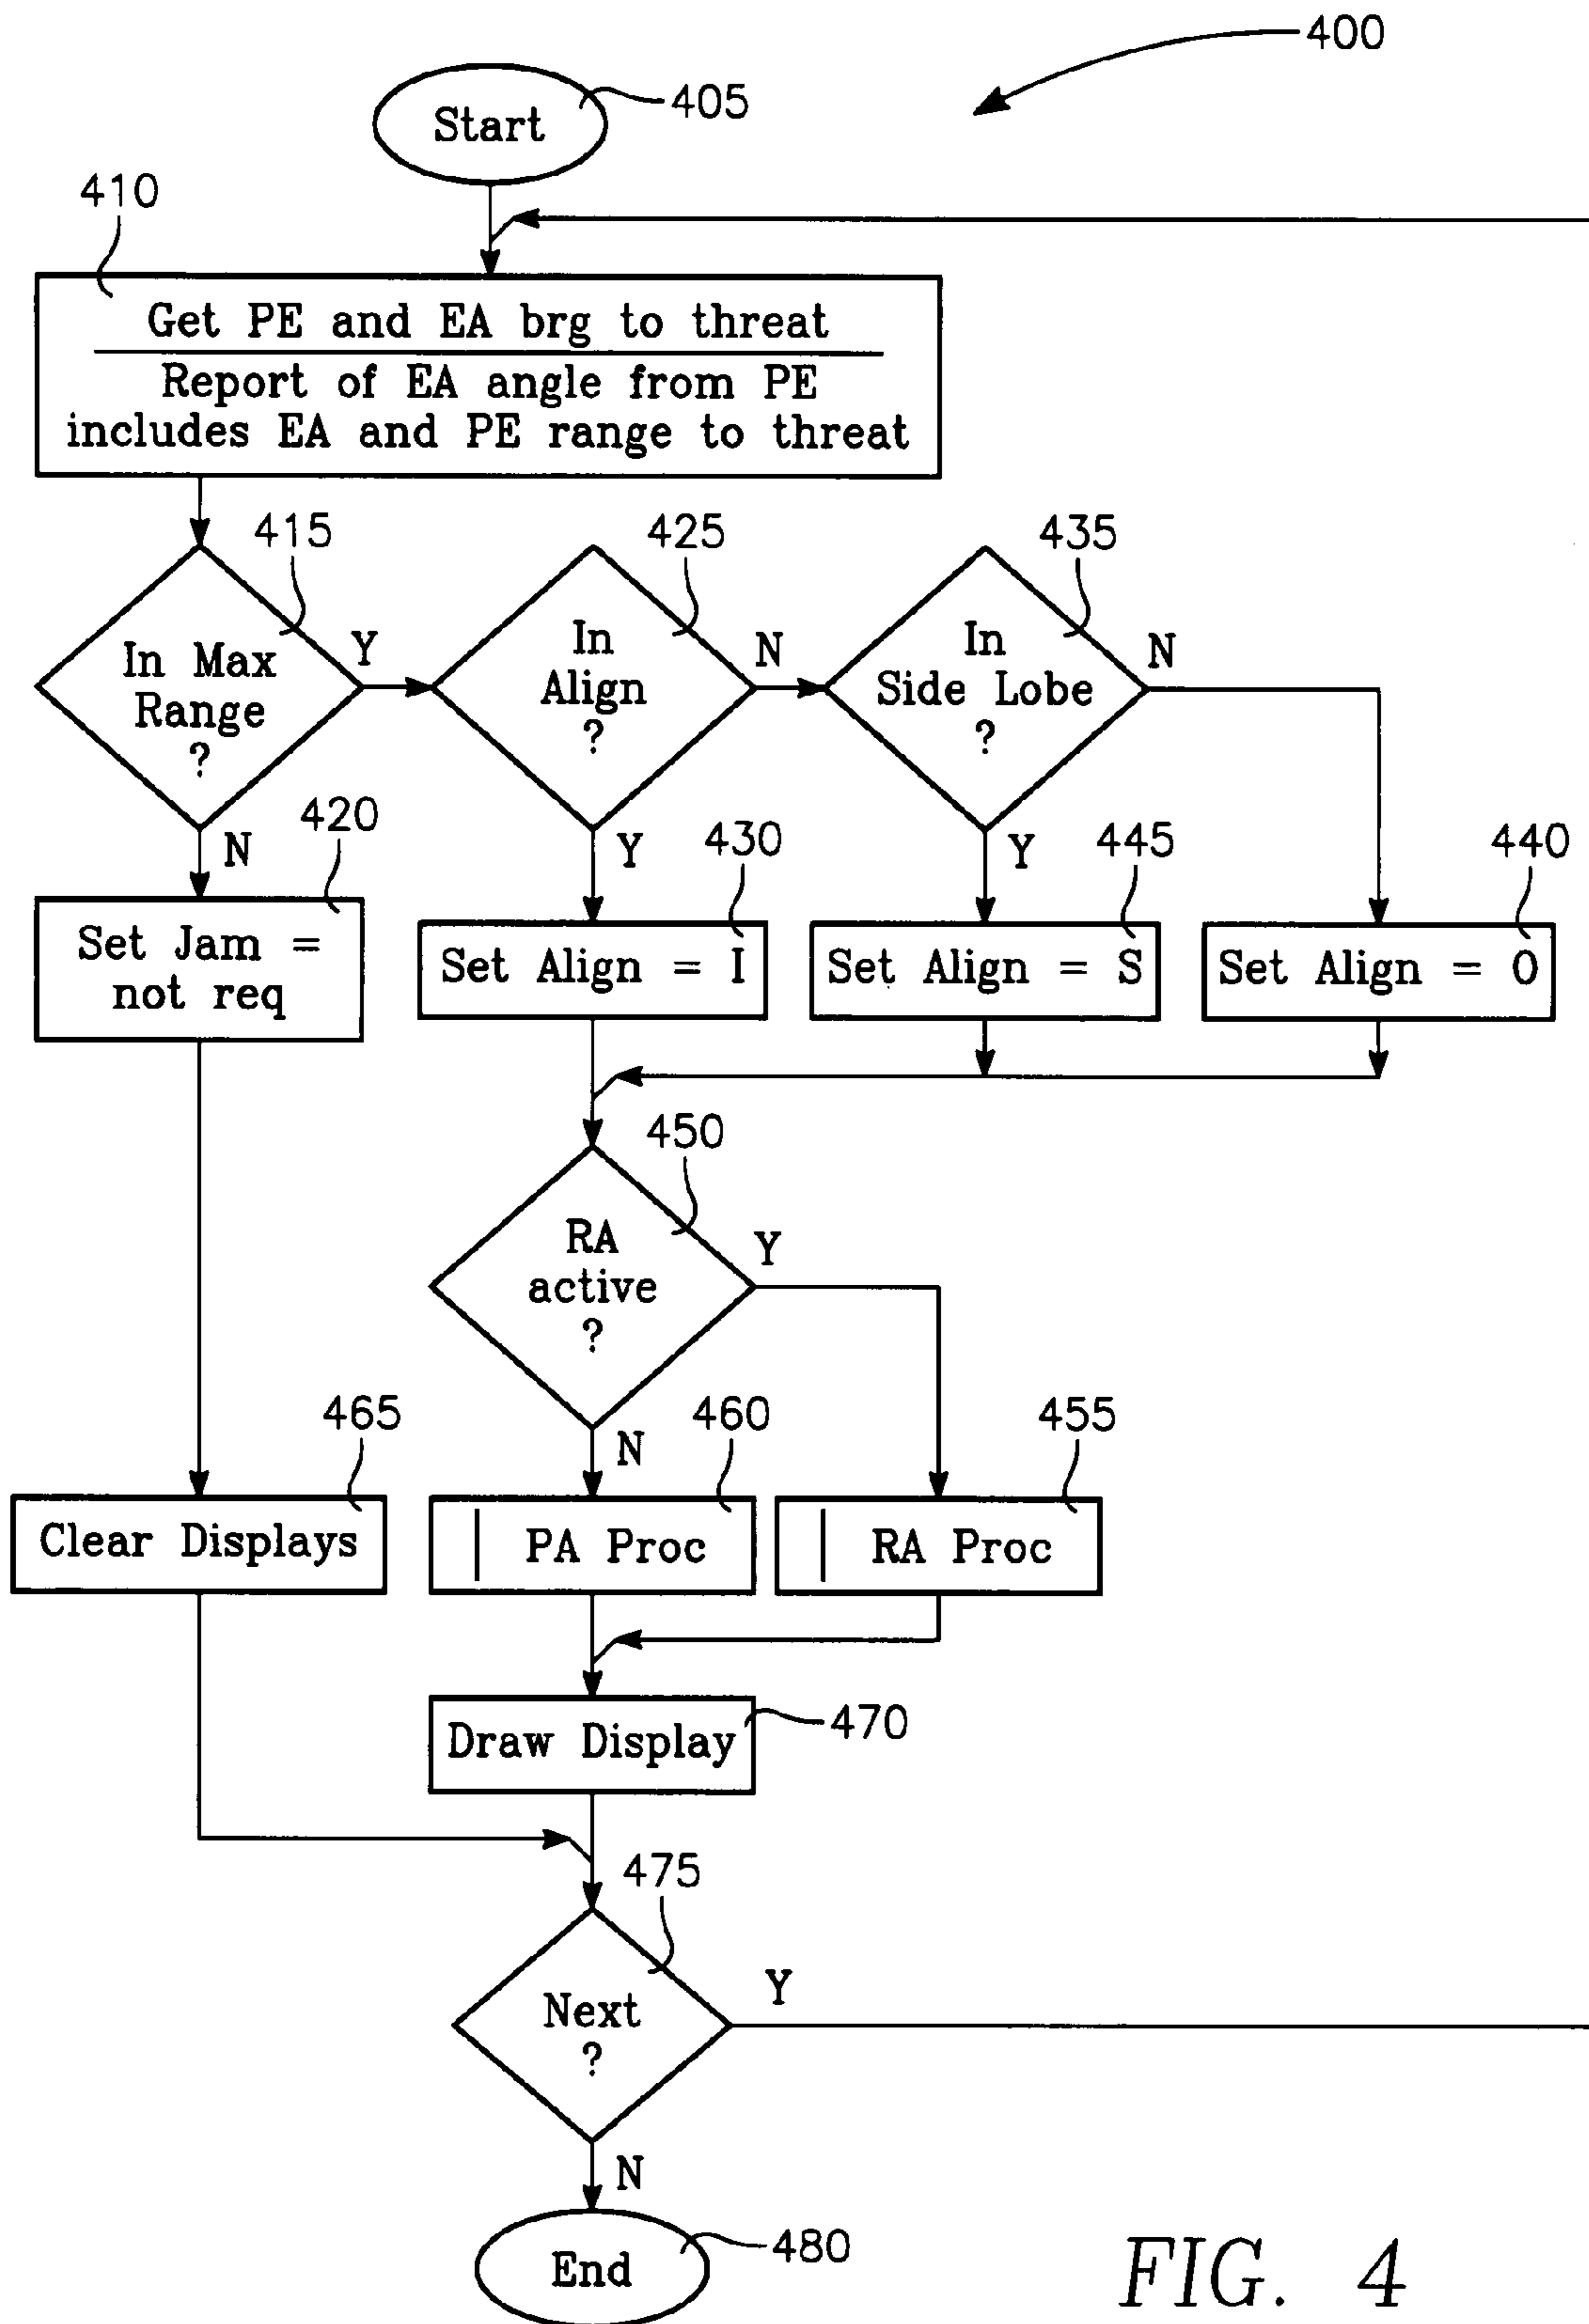 400
Start
405
410
Get PE and EA brg to threat
Report of EA angle from PE
includes EA and PE range to threat
415
425
435
In Max
Range
?
Y
In
Align
?
N
In
Side Lobe
?
N
N
420
Y
430
Y
445
440
Set Jam =
not req
Set Align = I
Set Align = S
Set Align = O
450
RA
active
?
Y
465
N
460
455
Clear Displays
PA Proc
RA Proc
Draw Display
470
475
Next
?
Y
N
End
480
FIG. 4